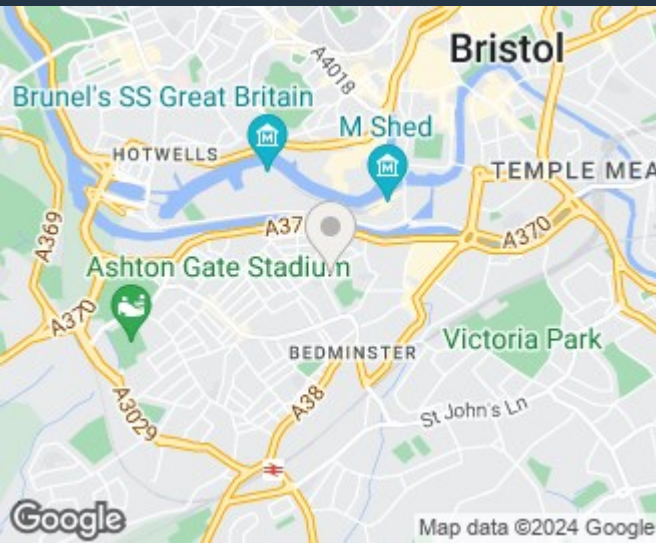 Bristol
A4018
Brunel's SS Great Britain
M Shed
HOTWELLS
TEMPLE MEA
A369
A37
A370
Ashton Gate Stadium
A370
Victoria Park
BEDMINSTER
A38
A3029
St John's Ln
Google
Map data ©2024 Google